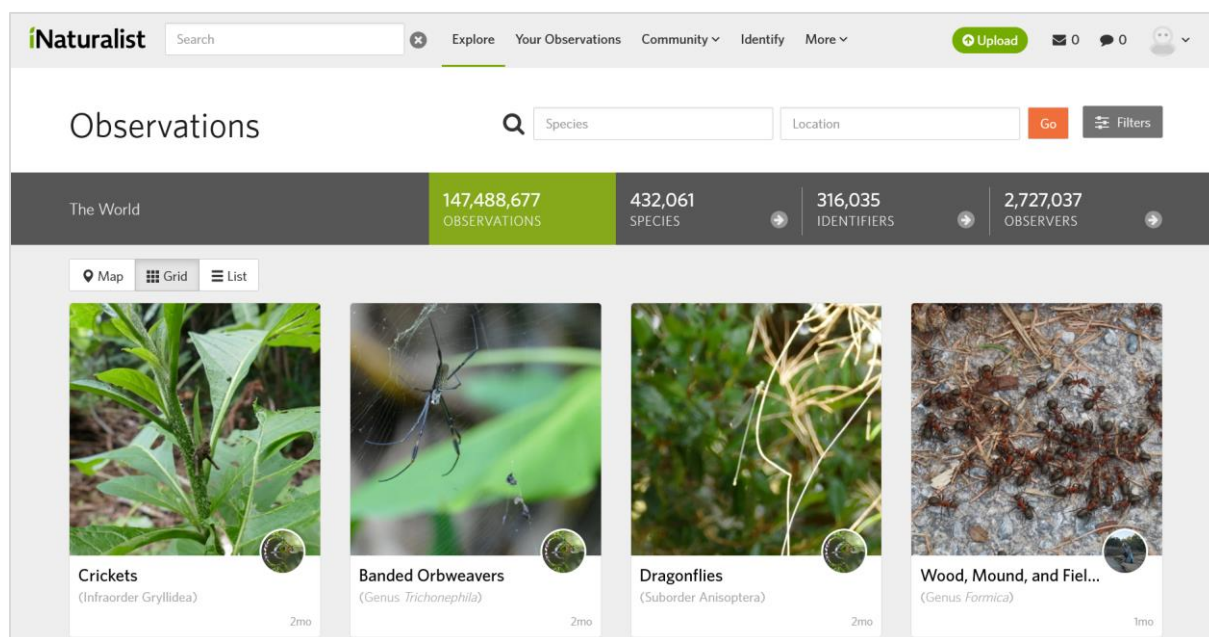 iNaturalist Search Explore Your Observations Community Identify More Upload 0 0
Observations Species Location Go Filters
The World
147,488,677 432,061 316,035 2,727,037
OBSERVATIONS SPECIES IDENTIFIERS OBSERVERS
Map Grid List
Crickets Banded Orbweavers Dragonflies Wood, Mound, and Fiel...
(Infraorder Gryllidea) (Genus Trichonephila) (Suborder Anisoptera) (Genus Formica)
2mo 2mo 2mo 1mo